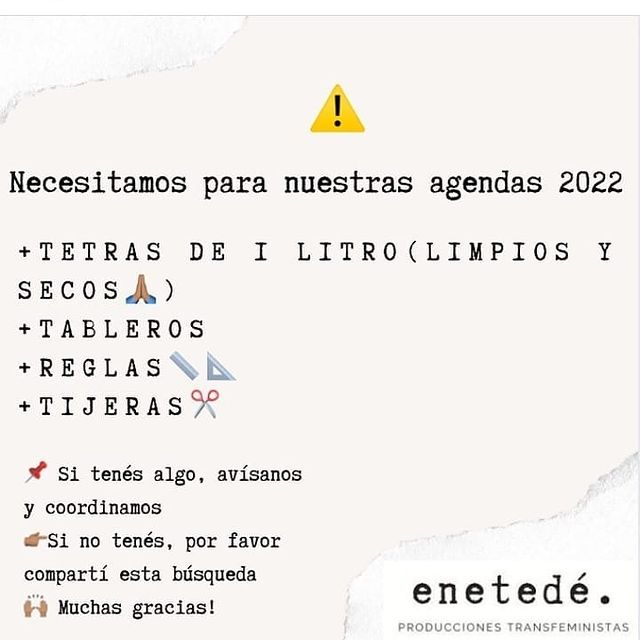 Necesitamos para nuestras agendas 2022
+TETRAS DE I LITRO(LIMPIOS Y
SECOS🙏🏽)
+TABLEROS
+REGLAS📏📐
+TIJERAS✂️
📌 Si tenés algo, avísanos
y coordinamos
👉🏽Si no tenés, por favor
compartí esta búsqueda
🙌🏽 Muchas gracias!
enetedé.
PRODUCCIONES TRANSFEMINISTAS